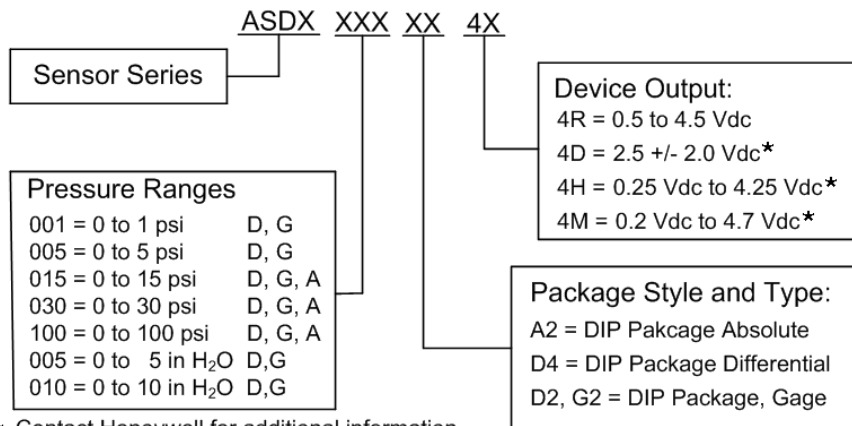 ASDX XXX XX 4X
Sensor Series
Device Output:
4R = 0.5 to 4.5 Vdc
4D = 2.5 +/- 2.0 Vdc*
4H = 0.25 Vdc to 4.25 Vdc*
4M = 0.2 Vdc to 4.7 Vdc*
Pressure Ranges
001 = 0 to 1 psi D, G
005 = 0 to 5 psi D, G
015 = 0 to 15 psi D, G, A
030 = 0 to 30 psi D, G, A
100 = 0 to 100 psi D, G, A
005 = 0 to 5 in H₂O D,G
010 = 0 to 10 in H₂O D,G
Package Style and Type:
A2 = DIP Pakcage Absolute
D4 = DIP Package Differential
D2, G2 = DIP Package, Gage
Contact Honeywell for additional information